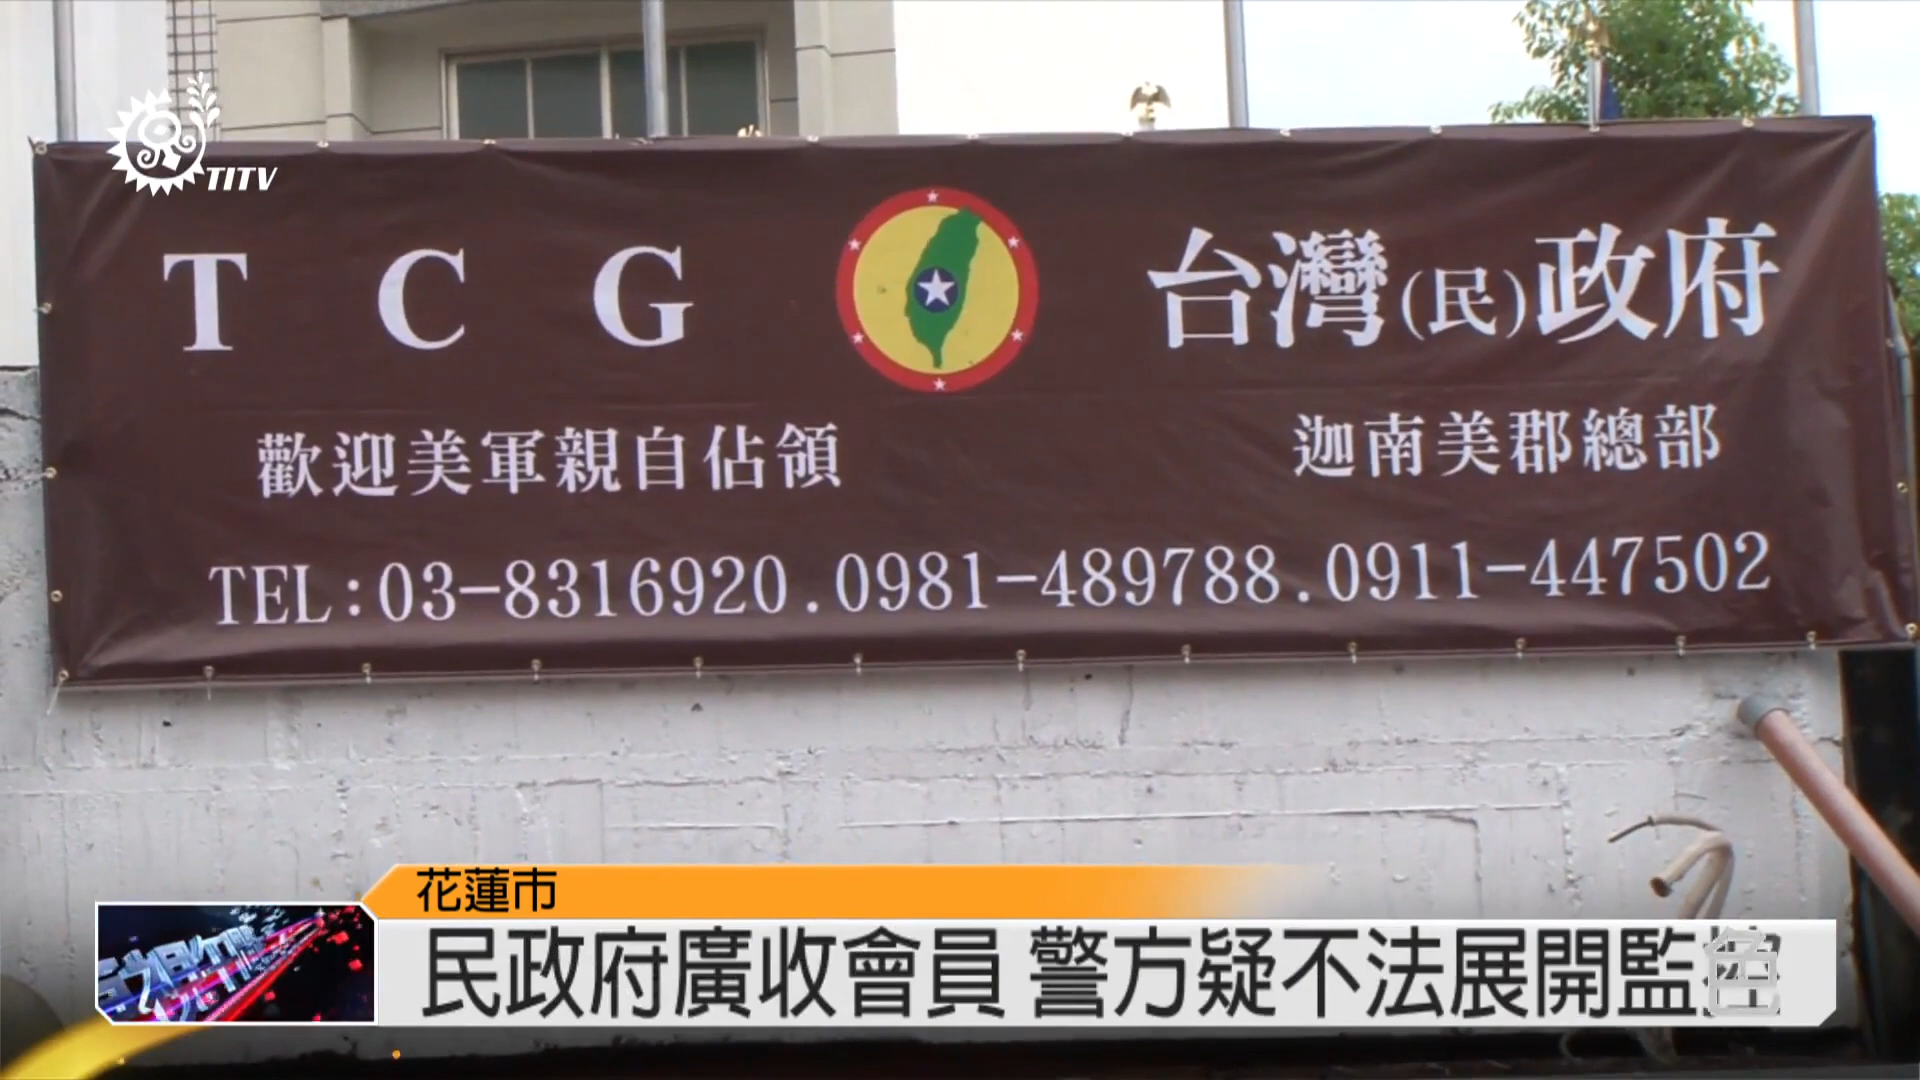 TITV
T C G 台灣(民)政府
歡迎美軍親自佔領 迦南美郡總部
TEL:03-8316920.0981-489788.0911-447502
花蓮市
民政府廣收會員 警方疑不法展開監